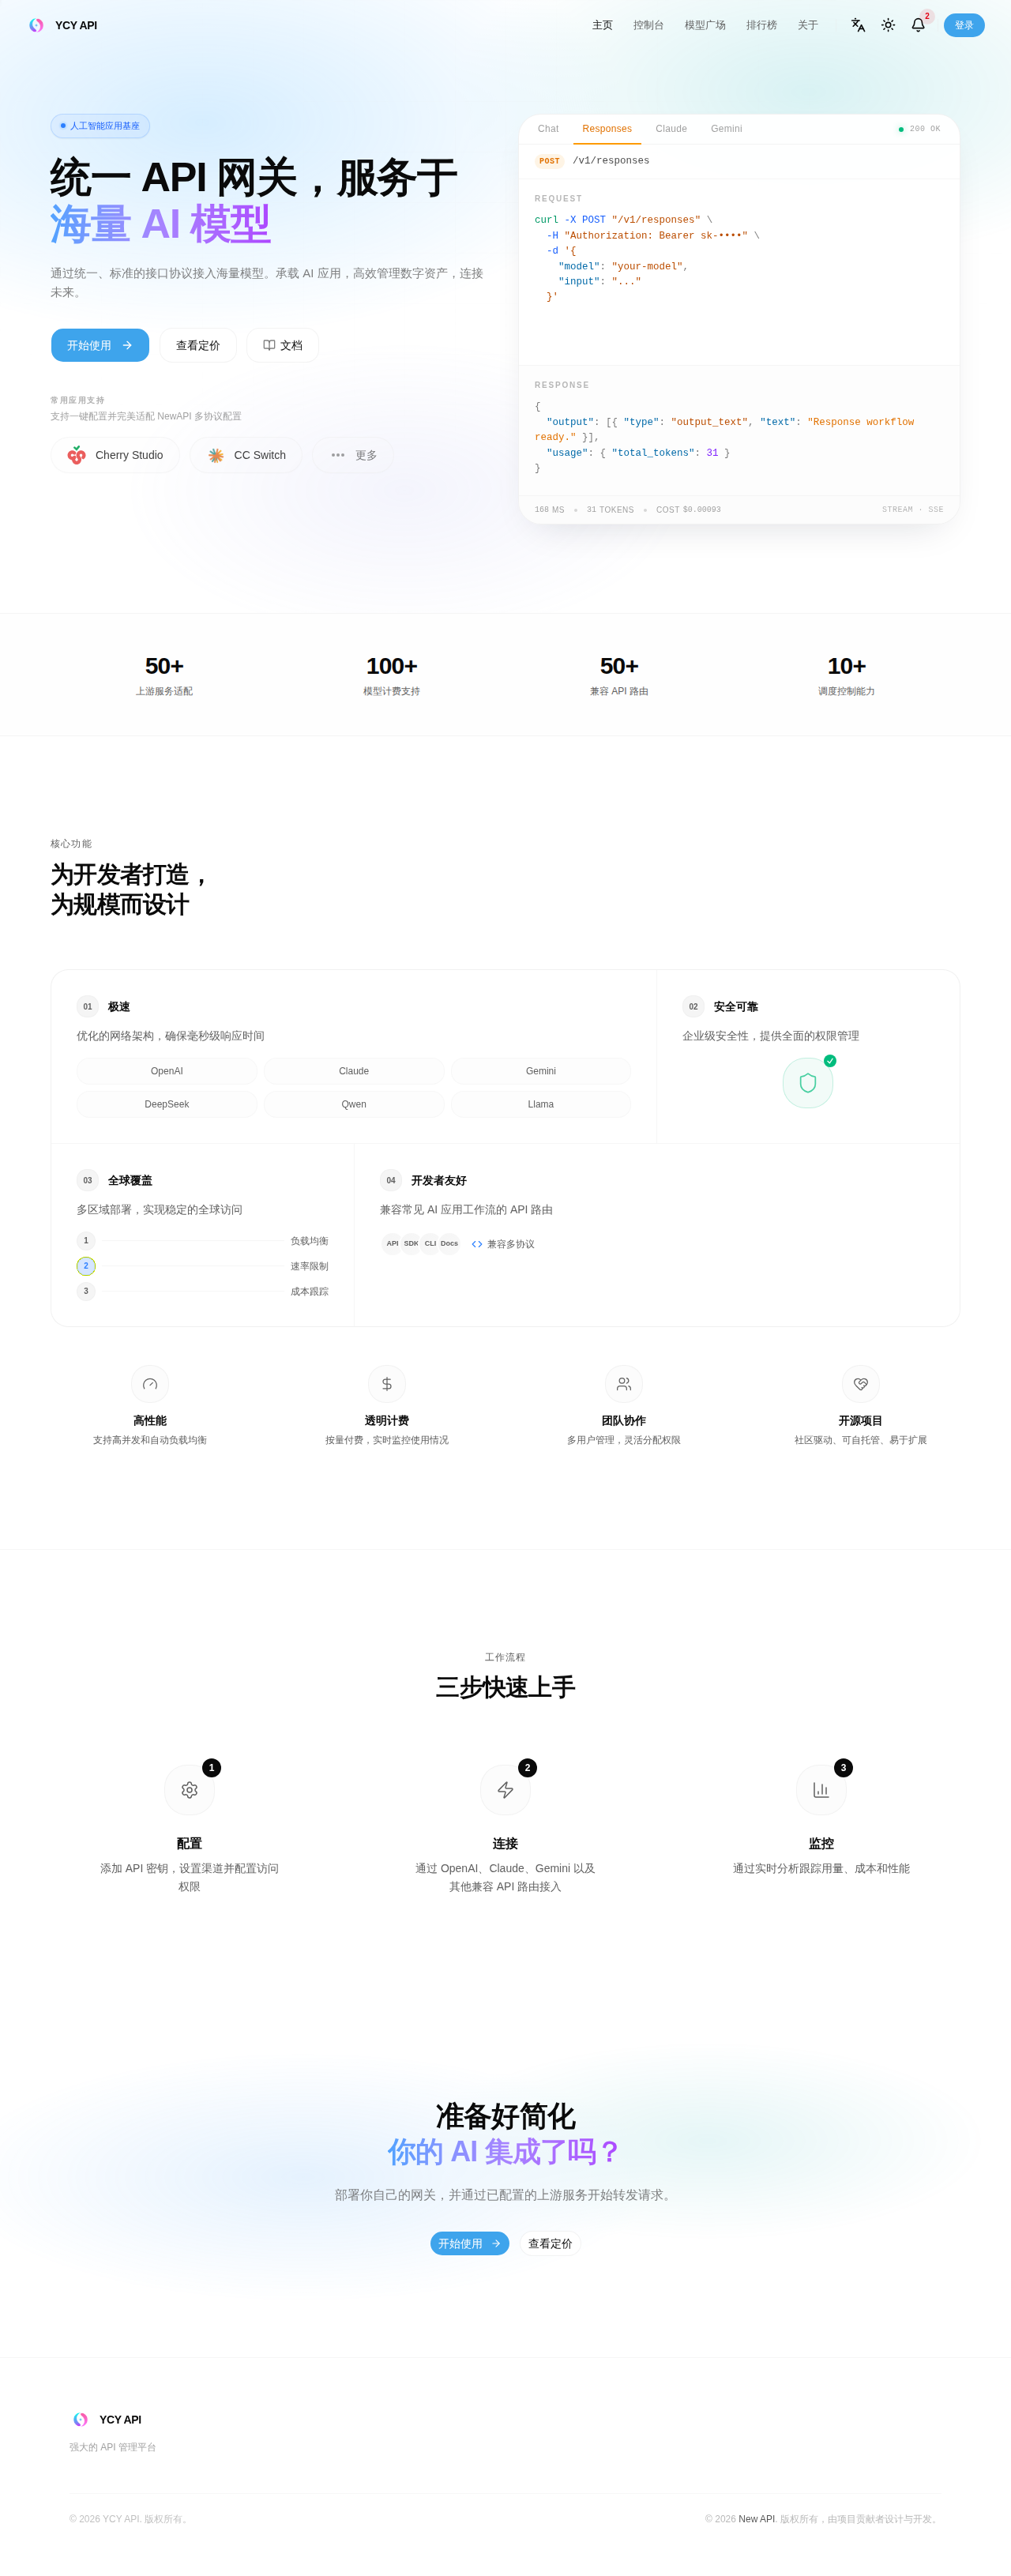 YCY API
主页 控制台 模型广场 排行榜 关于 2 登录
人工智能应用基座
统一 API 网关，服务于
海量 AI 模型
通过统一、标准的接口协议接入海量模型。承载 AI 应用，高效管理数字资产，连接
未来。
开始使用 查看定价 文档
常用应用支持
支持一键配置并完美适配 NewAPI 多协议配置
Cherry Studio CC Switch 更多
Chat Responses Claude Gemini 200 OK
POST /v1/responses
REQUEST
curl -X POST "/v1/responses" \
-H "Authorization: Bearer sk-••••" \
-d '{
"model": "your-model",
"input": "..."
}'
RESPONSE
{
"output": [{ "type": "output_text", "text": "Response workflow
ready." }],
"usage": { "total_tokens": 31 }
}
168 MS 31 TOKENS COST $0.00093 STREAM · SSE
50+ 100+ 50+ 10+
上游服务适配 模型计费支持 兼容 API 路由 调度控制能力
核心功能
为开发者打造，
为规模而设计
01 极速
优化的网络架构，确保毫秒级响应时间
OpenAI Claude Gemini
DeepSeek Qwen Llama
02 安全可靠
企业级安全性，提供全面的权限管理
03 全球覆盖
多区域部署，实现稳定的全球访问
1 负载均衡
2 速率限制
3 成本跟踪
04 开发者友好
兼容常见 AI 应用工作流的 API 路由
API SDK CLI Docs 兼容多协议
高性能 透明计费 团队协作 开源项目
支持高并发和自动负载均衡 按量付费，实时监控使用情况 多用户管理，灵活分配权限 社区驱动、可自托管、易于扩展
工作流程
三步快速上手
1 2 3
配置 连接 监控
添加 API 密钥，设置渠道并配置访问
权限
通过 OpenAI、Claude、Gemini 以及
其他兼容 API 路由接入
通过实时分析跟踪用量、成本和性能
准备好简化
你的 AI 集成了吗？
部署你自己的网关，并通过已配置的上游服务开始转发请求。
开始使用 查看定价
YCY API
强大的 API 管理平台
© 2026 YCY API. 版权所有。
© 2026 New API. 版权所有，由项目贡献者设计与开发。